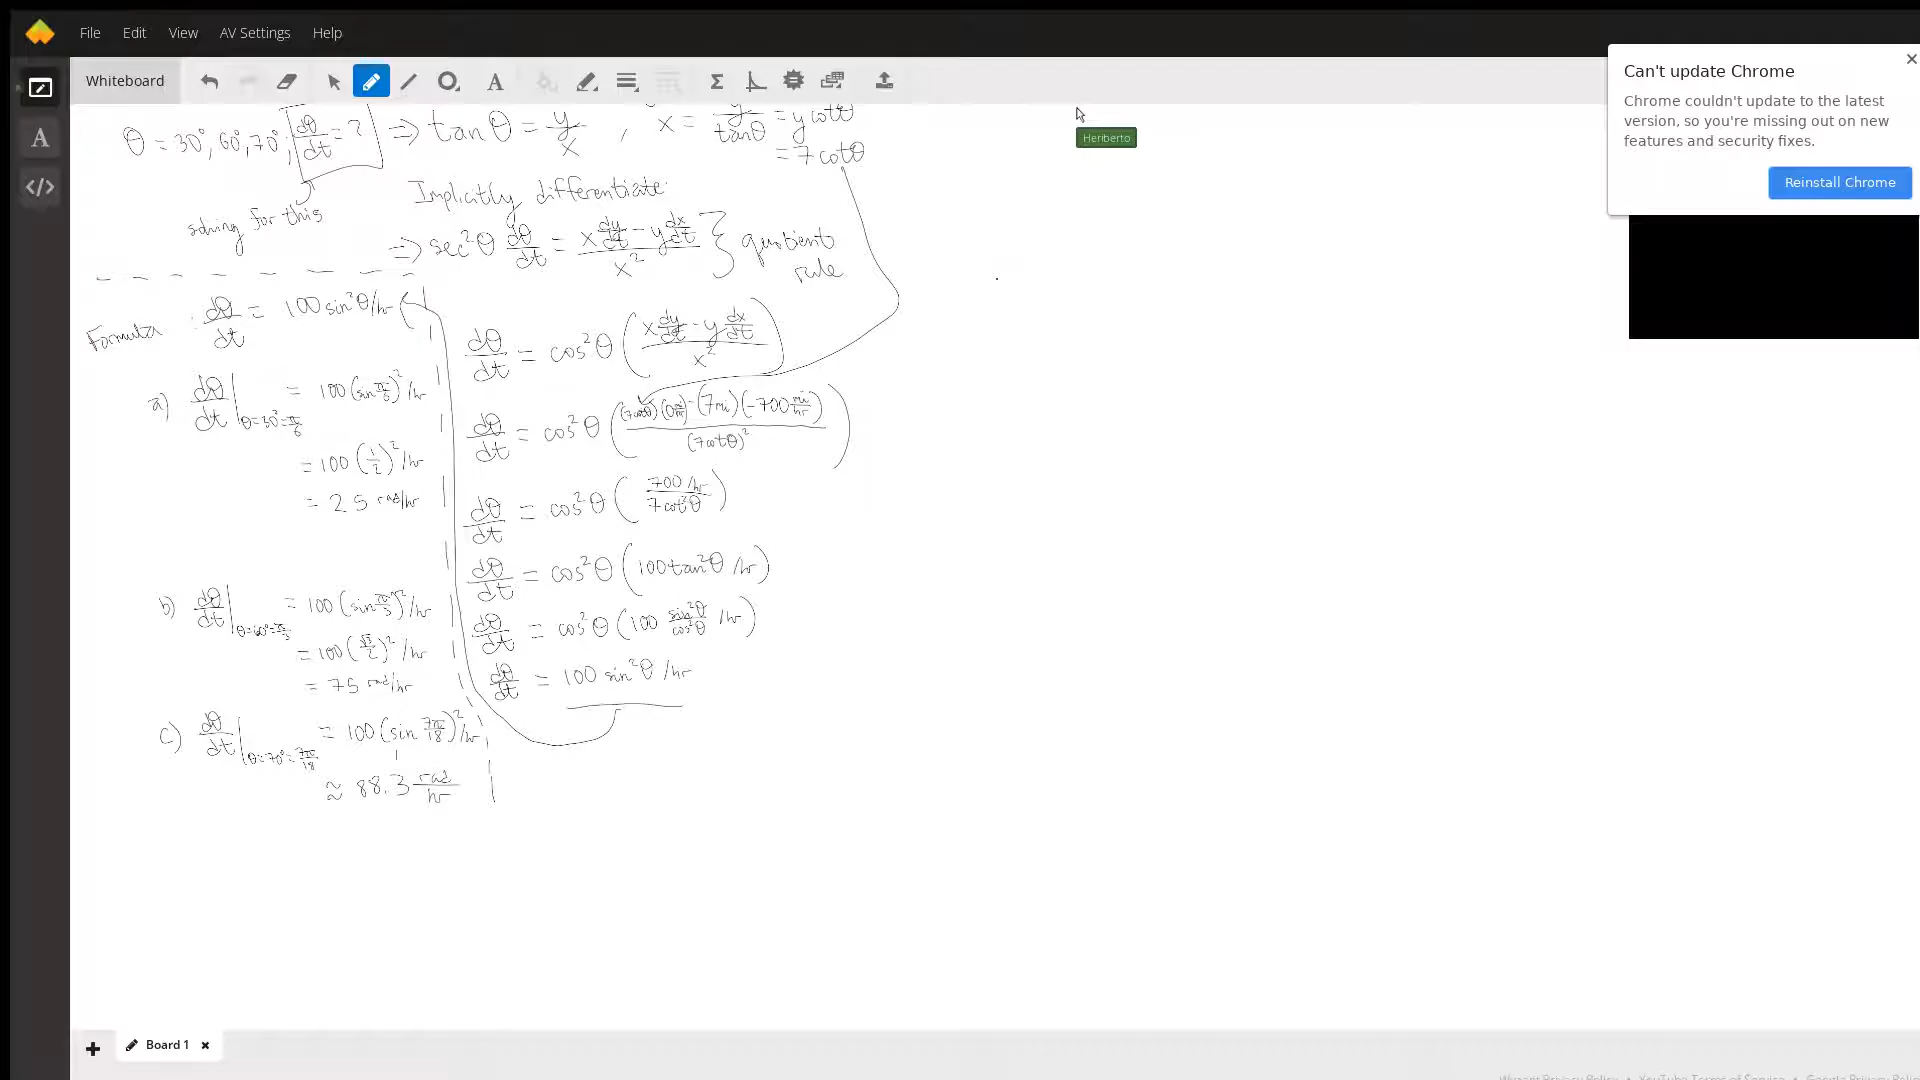 File Edit View AV Settings Help
Whiteboard
Can't update Chrome
Chrome couldn't update to the latest
version, so you're missing out on new
features and security fixes.
Reinstall Chrome
Heriberto
θ = 30°, 60°, 70°; dθ/dt = ? ⇒ tan θ = y/x , x = y/tanθ = y cotθ
= 7 cotθ
solving for this
Implicitly differentiate
⇒ sec²θ dθ/dt = (x dy/dt − y dx/dt)/x² } quotient rule
Formula : dθ/dt = 100 sin²θ/hr
a) dθ/dt |θ=30°=π/6 = 100 (sin π/6)²/hr
= 100 (1/2)²/hr
= 25 rad/hr
b) dθ/dt |θ=60°=π/3 = 100 (sin π/3)²/hr
= 100 (√3/2)²/hr
= 75 rad/hr
c) dθ/dt |θ=70°=7π/18 = 100 (sin 7π/18)²/hr
≈ 88.3 rad/hr
dθ/dt = cos²θ ((x dy/dt − y dx/dt)/x²)
dθ/dt = cos²θ (((7cotθ)(0 mi/hr) − (7mi)(−700 mi/hr))/(7cotθ)²)
dθ/dt = cos²θ (700/hr / 7cot²θ)
dθ/dt = cos²θ (100tan²θ /hr)
dθ/dt = cos²θ (100 sin²θ/cos²θ /hr)
dθ/dt = 100 sin²θ /hr
Board 1